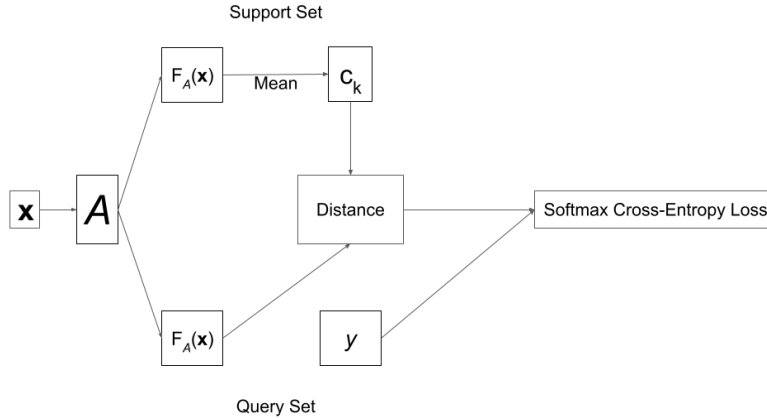 Support Set
F_A(x)
Mean
c_k
x
A
Distance
Softmax Cross-Entropy Loss
F_A(x)
y
Query Set